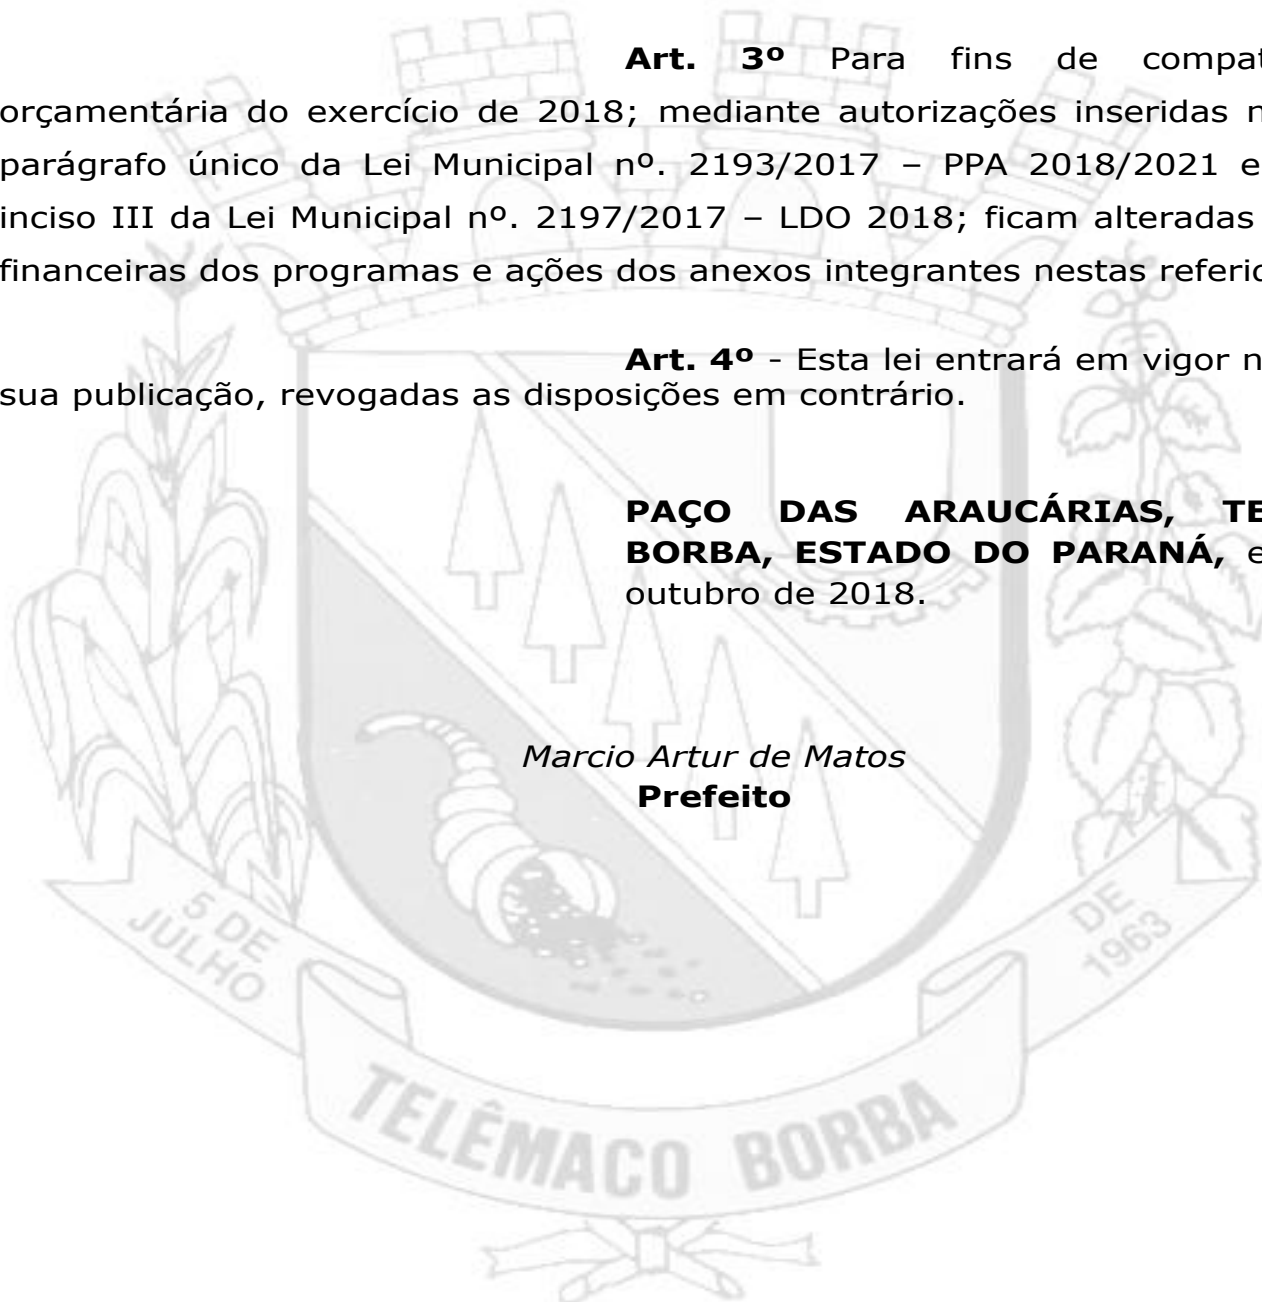 Art. 3º Para fins de compat
orçamentária do exercício de 2018; mediante autorizações inseridas n
parágrafo único da Lei Municipal nº. 2193/2017 – PPA 2018/2021 e
inciso III da Lei Municipal nº. 2197/2017 – LDO 2018; ficam alteradas
financeiras dos programas e ações dos anexos integrantes nestas referid
Art. 4º - Esta lei entrará em vigor n
sua publicação, revogadas as disposições em contrário.
PAÇO DAS ARAUCÁRIAS, TE
BORBA, ESTADO DO PARANÁ, e
outubro de 2018.
Marcio Artur de Matos
Prefeito
5 DE
JULHO
DE
1963
TELÊMACO BORBA